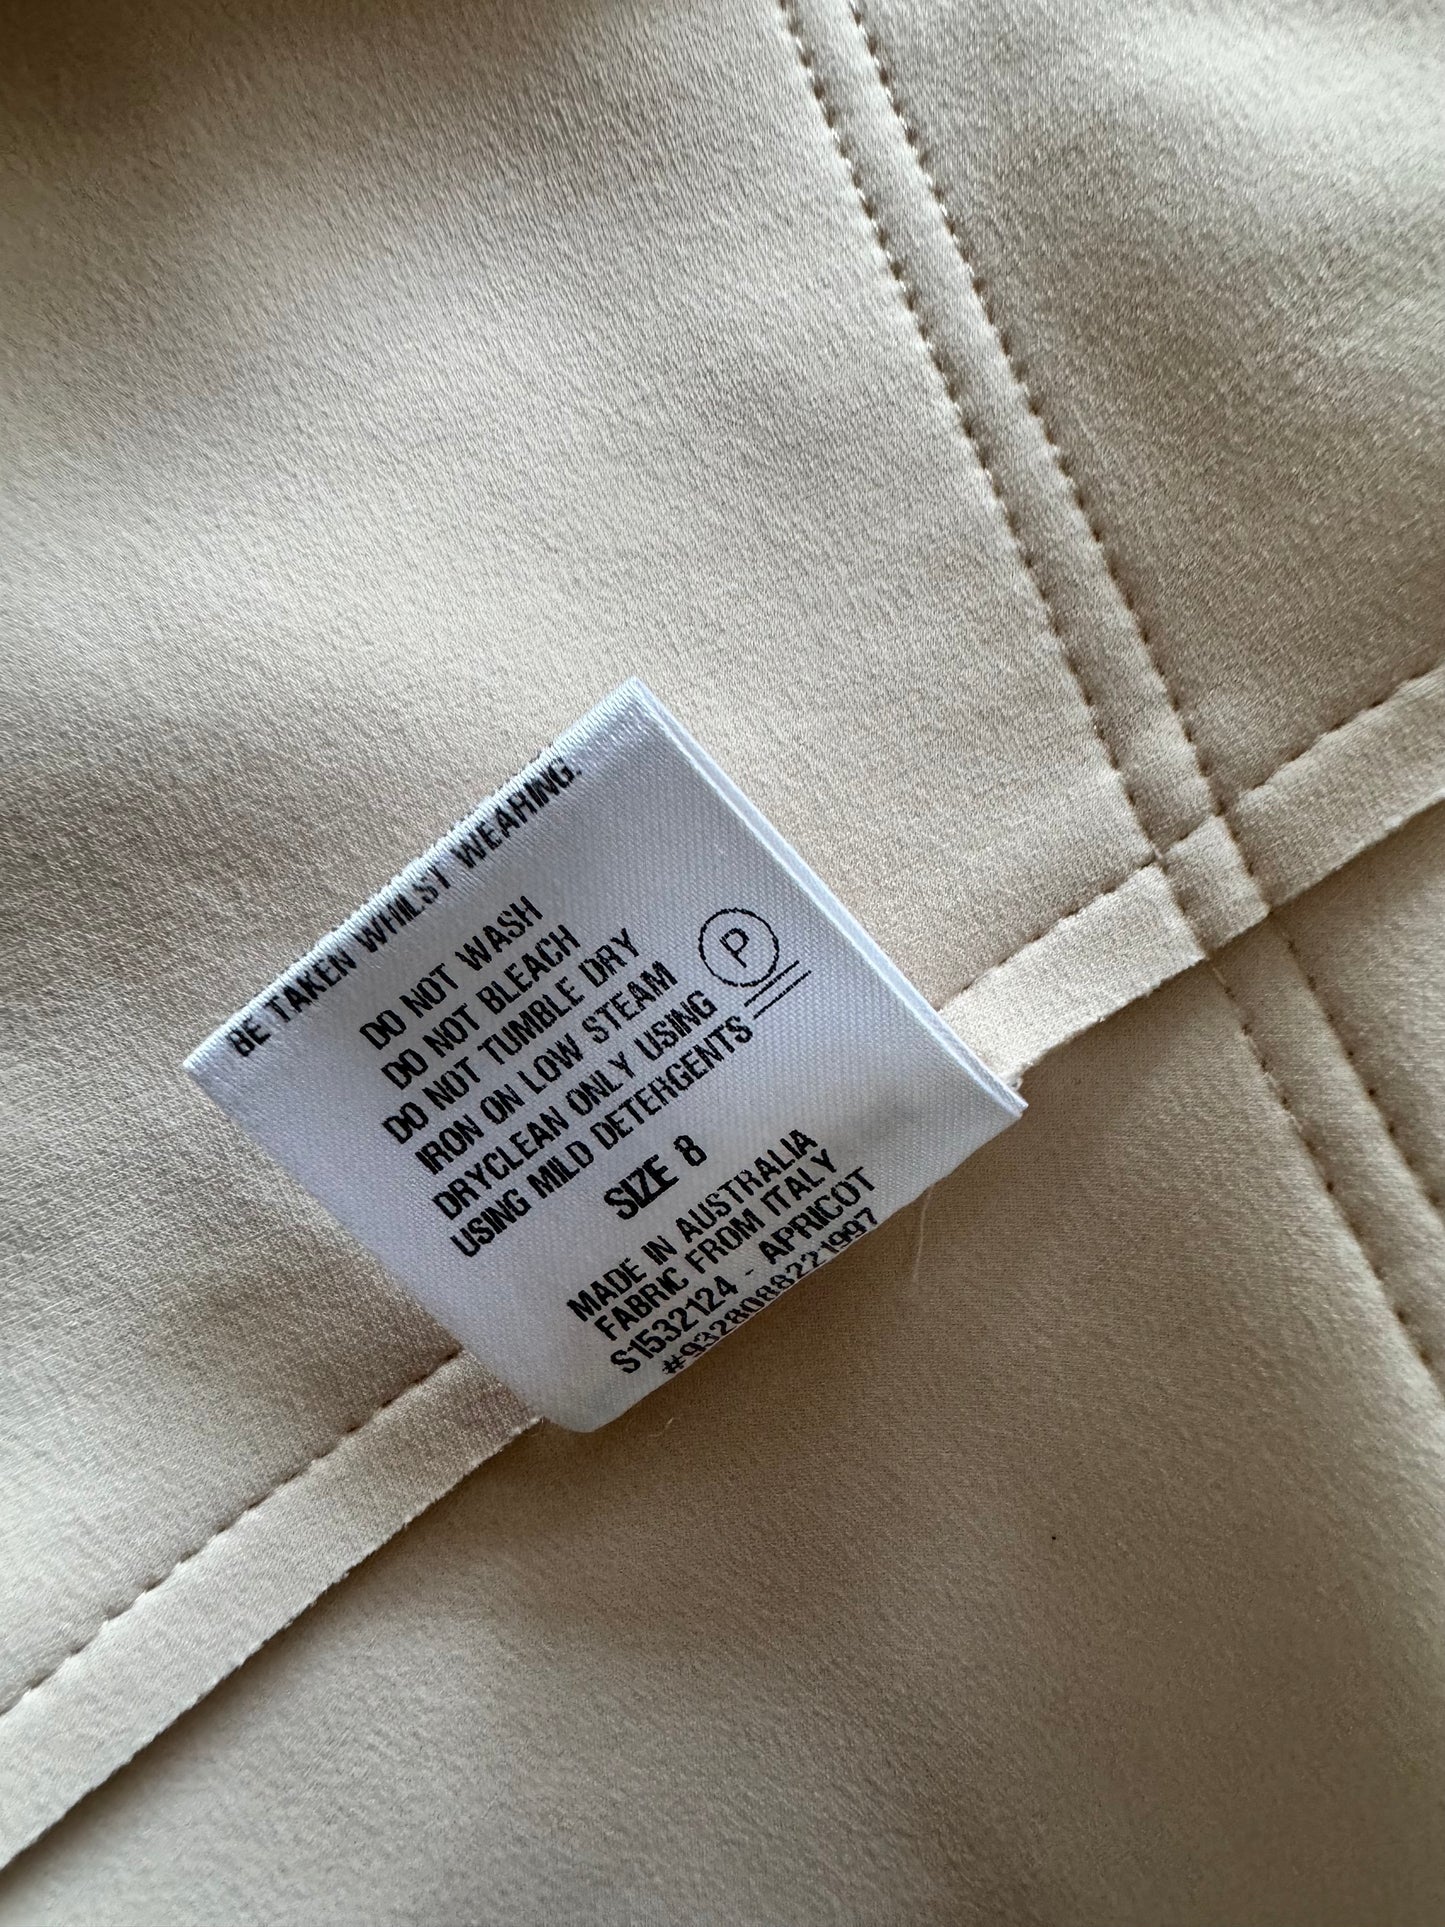 BE TAKEN WHILST WEARING.
DO NOT WASH
DO NOT BLEACH
DO NOT TUMBLE DRY
IRON ON LOW STEAM
DRYCLEAN ONLY USING
USING MILD DETERGENTS
P
SIZE 8
MADE IN AUSTRALIA
FABRIC FROM ITALY
S1532124 - APRICOT
#9328088221997